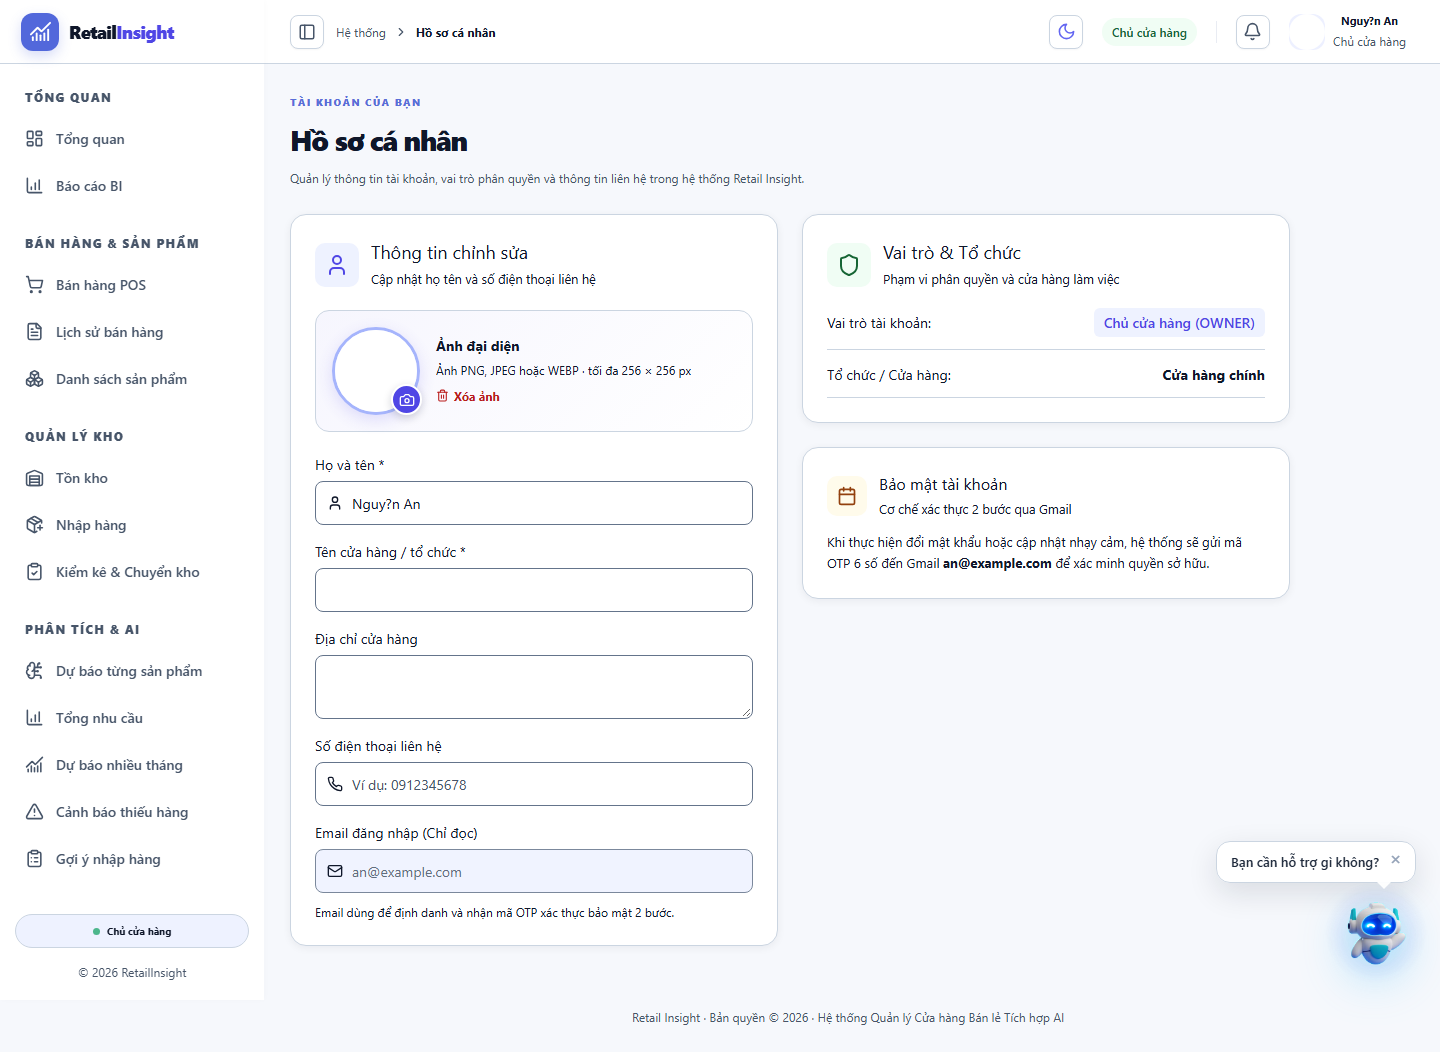 RetailInsight
Hệ thống
Hồ sơ cá nhân
Chủ cửa hàng
Nguy?n An
Chủ cửa hàng
TỔNG QUAN
Tổng quan
Báo cáo BI
BÁN HÀNG & SẢN PHẨM
Bán hàng POS
Lịch sử bán hàng
Danh sách sản phẩm
QUẢN LÝ KHO
Tồn kho
Nhập hàng
Kiểm kê & Chuyển kho
PHÂN TÍCH & AI
Dự báo từng sản phẩm
Tổng nhu cầu
Dự báo nhiều tháng
Cảnh báo thiếu hàng
Gợi ý nhập hàng
Chủ cửa hàng
© 2026 RetailInsight
TÀI KHOẢN CỦA BẠN
Hồ sơ cá nhân
Quản lý thông tin tài khoản, vai trò phân quyền và thông tin liên hệ trong hệ thống Retail Insight.
Thông tin chỉnh sửa
Cập nhật họ tên và số điện thoại liên hệ
Ảnh đại diện
Ảnh PNG, JPEG hoặc WEBP · tối đa 256 × 256 px
Xóa ảnh
Họ và tên *
Nguy?n An
Tên cửa hàng / tổ chức *
Địa chỉ cửa hàng
Số điện thoại liên hệ
Ví dụ: 0912345678
Email đăng nhập (Chỉ đọc)
an@example.com
Email dùng để định danh và nhận mã OTP xác thực bảo mật 2 bước.
Vai trò & Tổ chức
Phạm vi phân quyền và cửa hàng làm việc
Vai trò tài khoản:
Chủ cửa hàng (OWNER)
Tổ chức / Cửa hàng:
Cửa hàng chính
Bảo mật tài khoản
Cơ chế xác thực 2 bước qua Gmail
Khi thực hiện đổi mật khẩu hoặc cập nhật nhạy cảm, hệ thống sẽ gửi mã
OTP 6 số đến Gmail an@example.com để xác minh quyền sở hữu.
Bạn cần hỗ trợ gì không?
Retail Insight · Bản quyền © 2026 · Hệ thống Quản lý Cửa hàng Bán lẻ Tích hợp AI